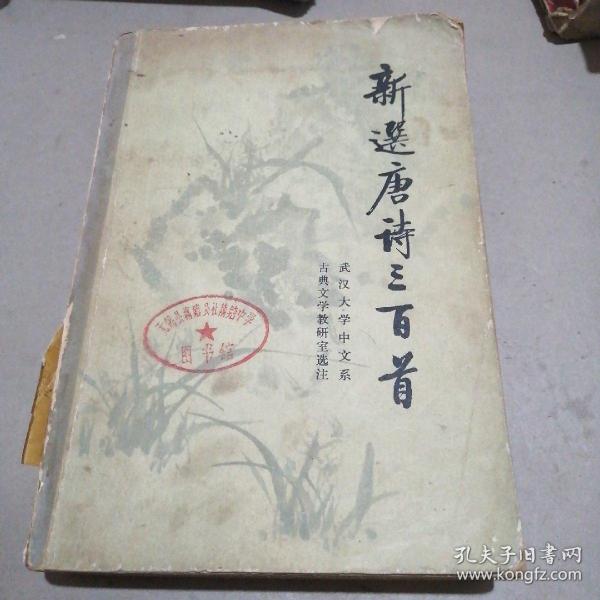 新選唐诗三百首
武汉大学中文系
古典文学教研室选注
图书馆
孔夫子旧书网
www.kongfz.com